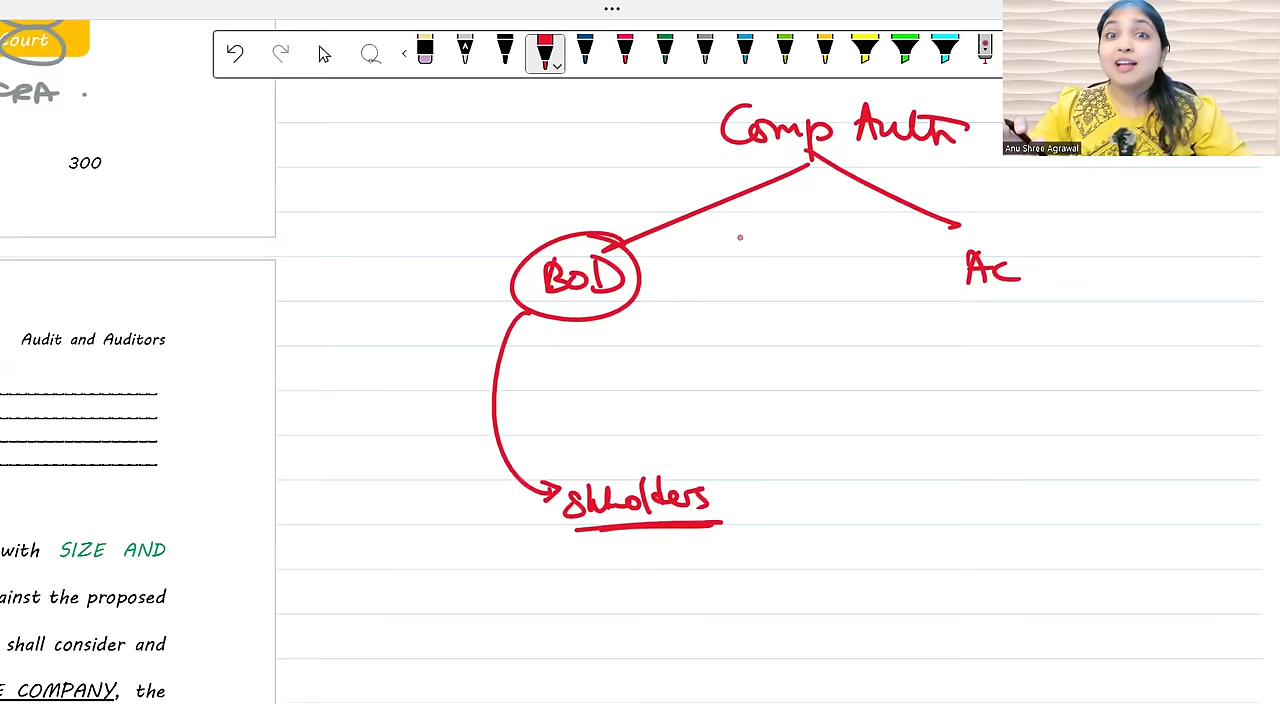 ...
Court
CRA .
300
Audit and Auditors
with SIZE AND
ainst the proposed
shall consider and
E COMPANY, the
Comp Auth
BOD
AC
shholders
A
Anu Shree Agrawal